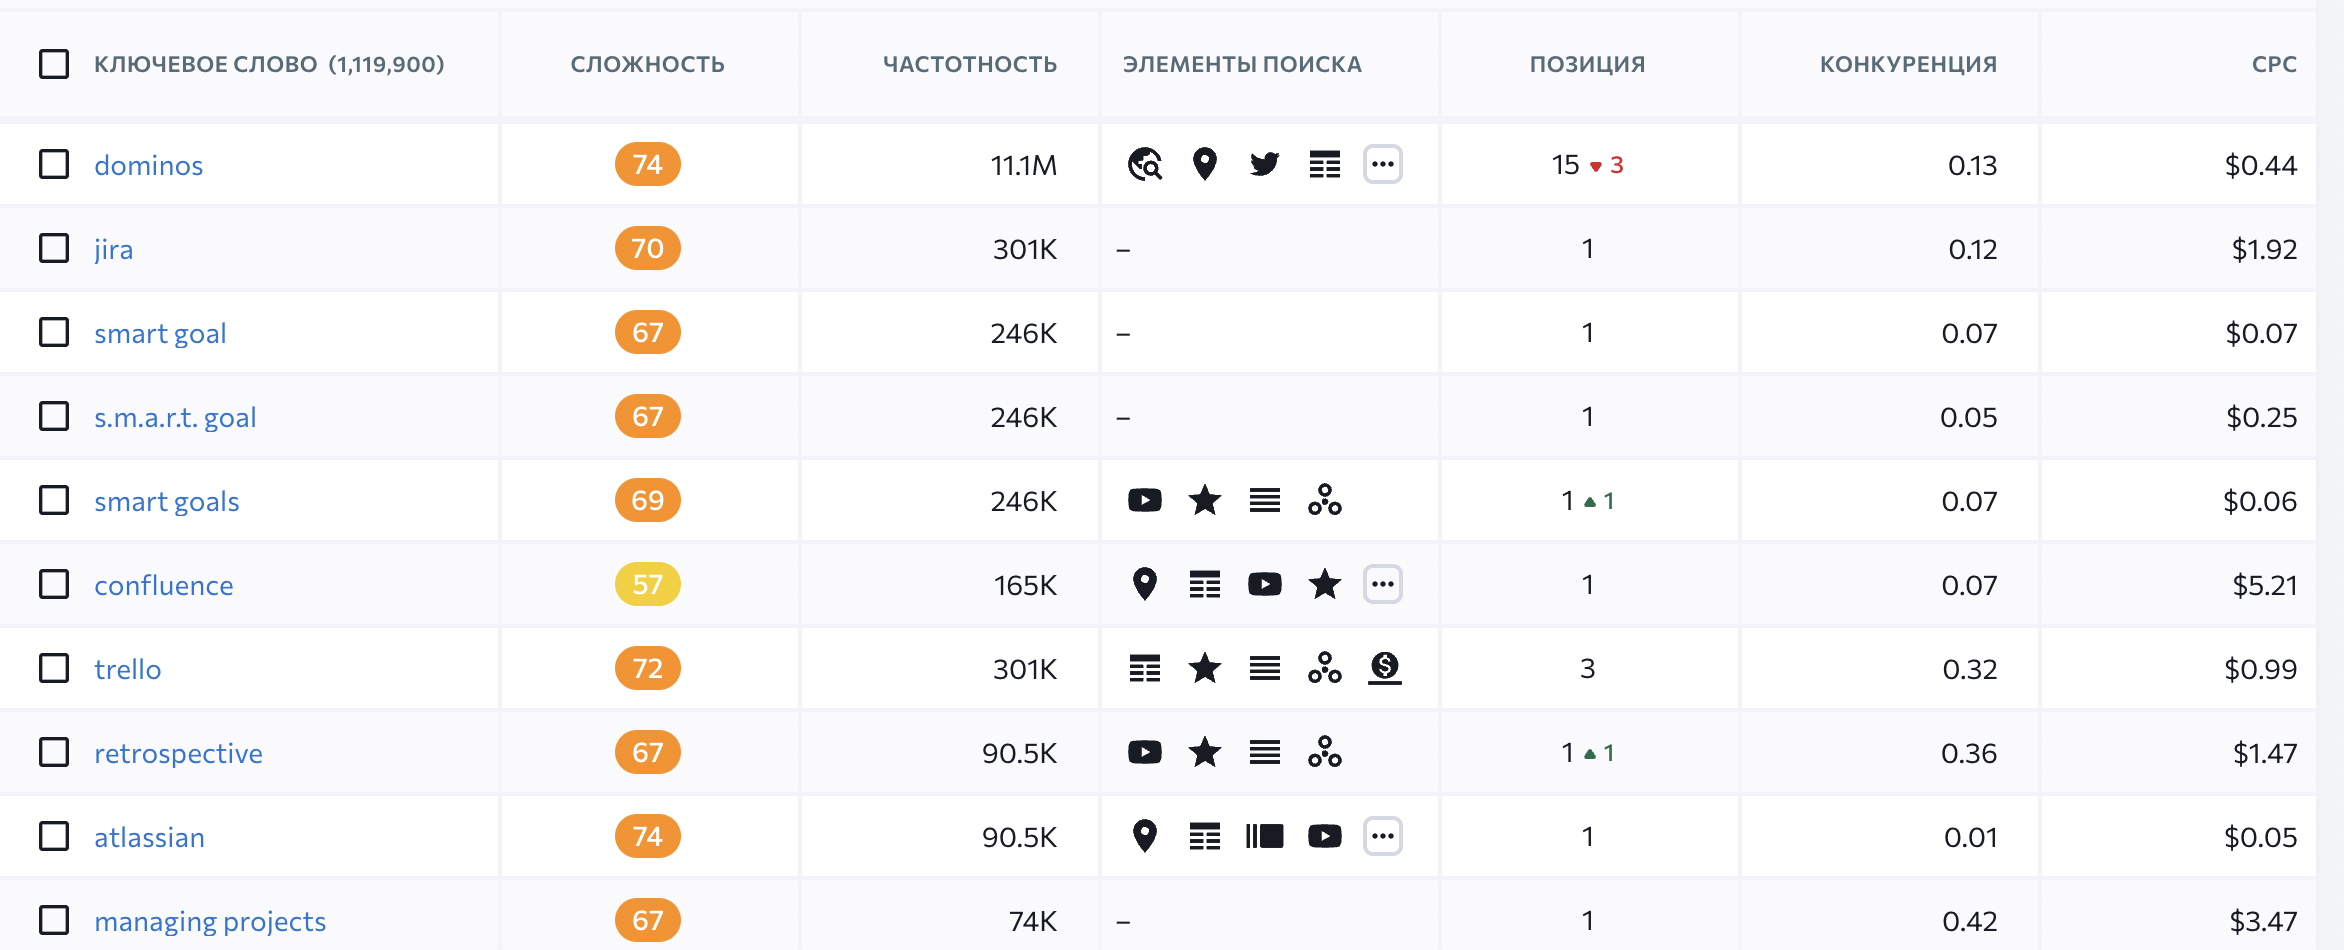 КЛЮЧЕВОЕ СЛОВО (1,119,900) СЛОЖНОСТЬ ЧАСТОТНОСТЬ ЭЛЕМЕНТЫ ПОИСКА ПОЗИЦИЯ КОНКУРЕНЦИЯ CPC
dominos 74 11.1M 15 ▼ 3 0.13 $0.44
jira 70 301K – 1 0.12 $1.92
smart goal 67 246K – 1 0.07 $0.07
s.m.a.r.t. goal 67 246K – 1 0.05 $0.25
smart goals 69 246K 1 ▲ 1 0.07 $0.06
confluence 57 165K 1 0.07 $5.21
trello 72 301K 3 0.32 $0.99
retrospective 67 90.5K 1 ▲ 1 0.36 $1.47
atlassian 74 90.5K 1 0.01 $0.05
managing projects 67 74K – 1 0.42 $3.47